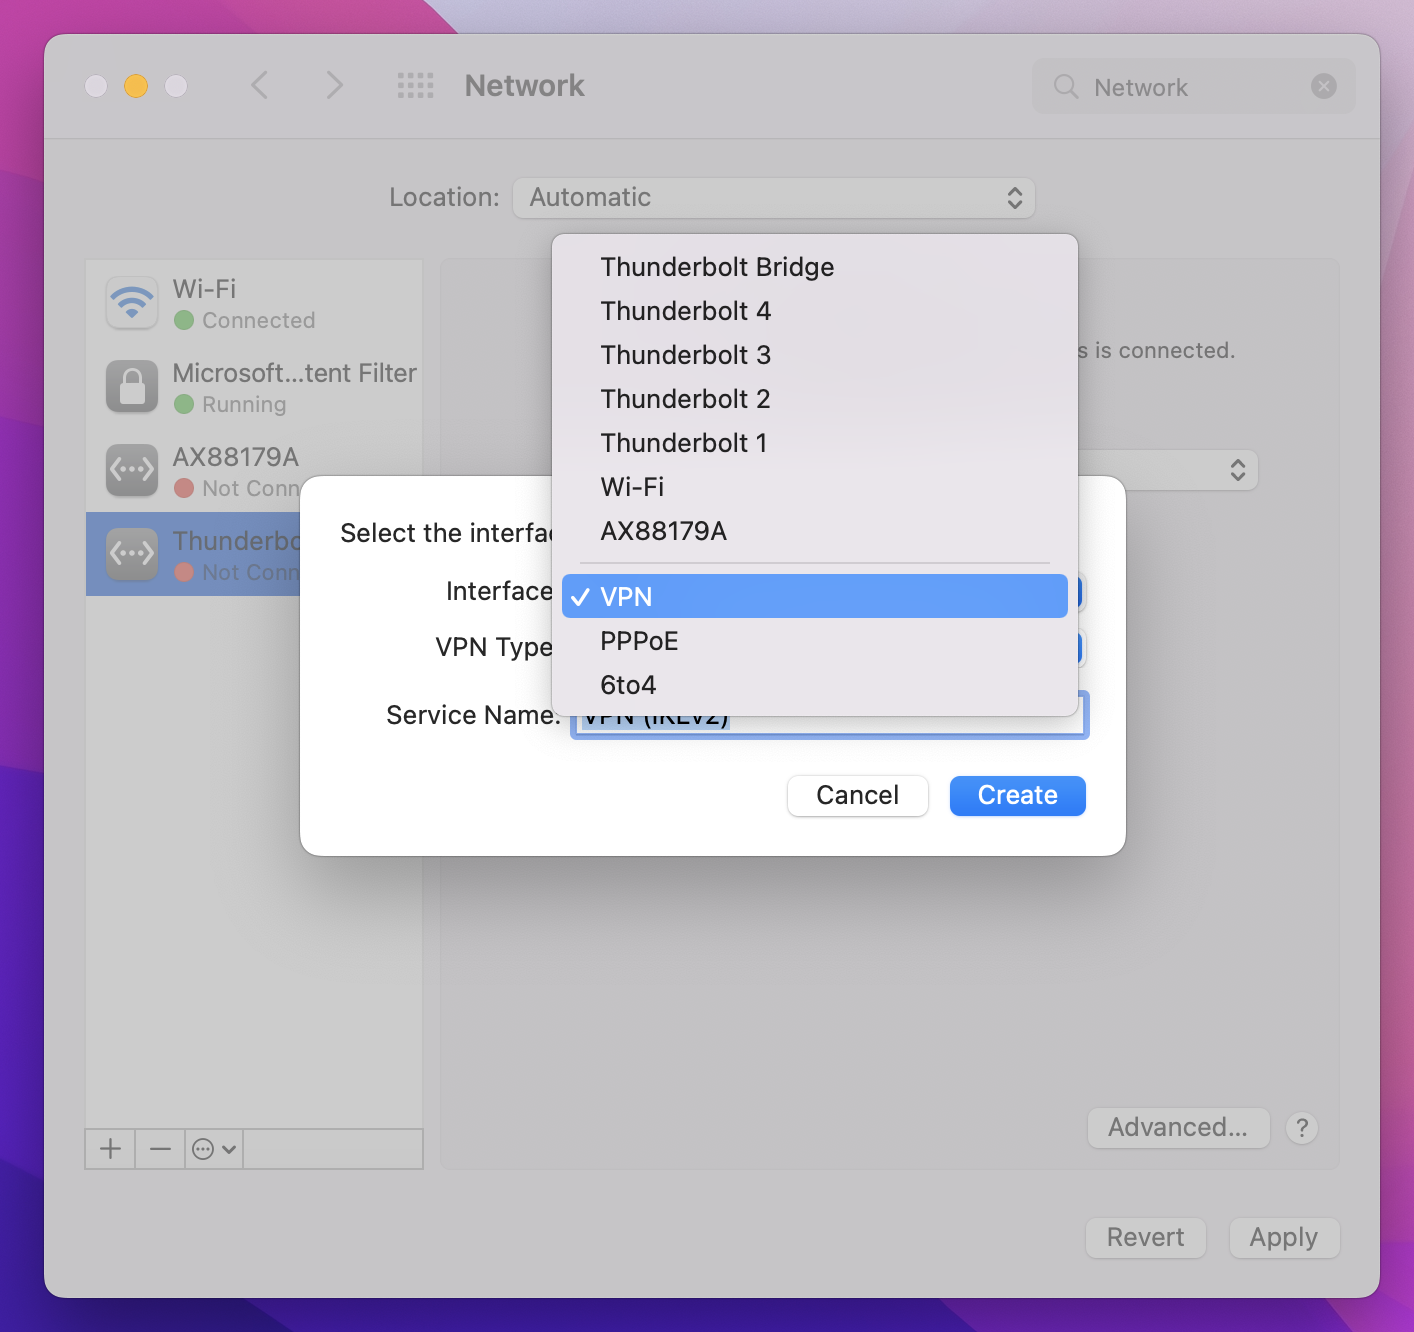 Network
Network
Location: Automatic
Wi-Fi
Connected
Microsoft...tent Filter
Running
AX88179A
Not Conn
Thunderbo
Not Conn
s is connected.
Select the interfac
Interface
VPN Type
Service Name: VPN (IKEv2)
Thunderbolt Bridge
Thunderbolt 4
Thunderbolt 3
Thunderbolt 2
Thunderbolt 1
Wi-Fi
AX88179A
✓ VPN
PPPoE
6to4
Cancel
Create
Advanced...
?
Revert
Apply